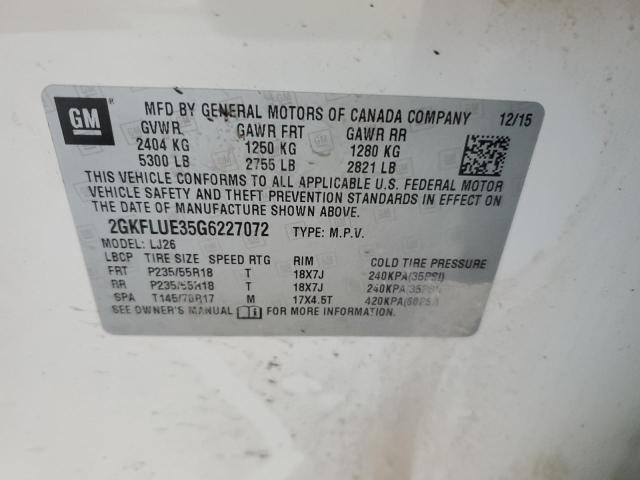 GM ® MFD BY GENERAL MOTORS OF CANADA COMPANY 12/15
GVWR GAWR FRT GAWR RR
2404 KG 1250 KG 1280 KG
5300 LB 2755 LB 2821 LB
THIS VEHICLE CONFORMS TO ALL APPLICABLE U.S. FEDERAL MOTOR
VEHICLE SAFETY AND THEFT PREVENTION STANDARDS IN EFFECT ON
THE DATE OF MANUFACTURE SHOWN ABOVE.
2GKFLUE35G6227072 TYPE: M.P.V.
MODEL: LJ26
LBCP TIRE SIZE SPEED RTG RIM COLD TIRE PRESSURE
FRT P235/55R18 T 18X7J 240KPA(35PSI)
RR P235/55R18 T 18X7J 240KPA(35PSI)
SPA T145/70R17 M 17X4.5T 420KPA(60PSI)
SEE OWNER'S MANUAL FOR MORE INFORMATION.